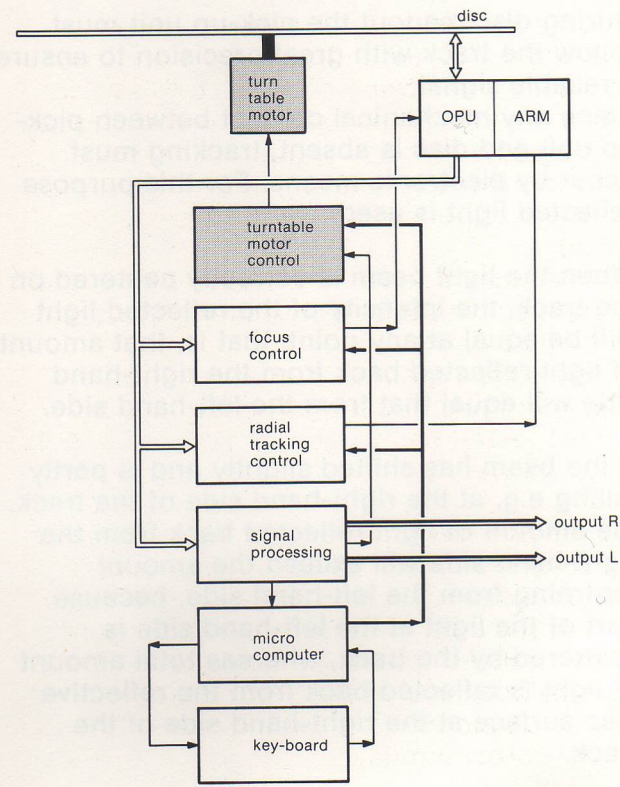 disc
turn
table
motor
OPU
ARM
turntable
motor
control
focus
control
radial
tracking
control
signal
processing
output R
output L
micro
computer
key-board